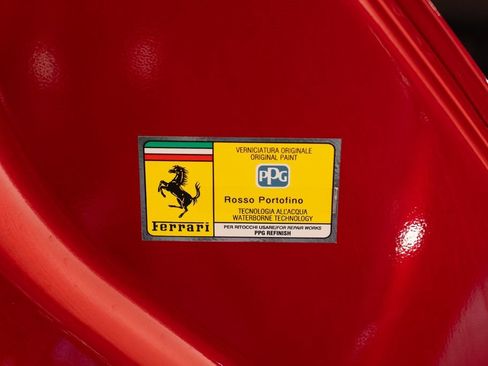 Ferrari
VERNICIATURA ORIGINALE
ORIGINAL PAINT
PPG
Rosso Portofino
TECNOLOGIA ALL'ACQUA
WATERBORNE TECHNOLOGY
PER RITOCCHI USARE/FOR REPAIR WORKS
PPG REFINISH